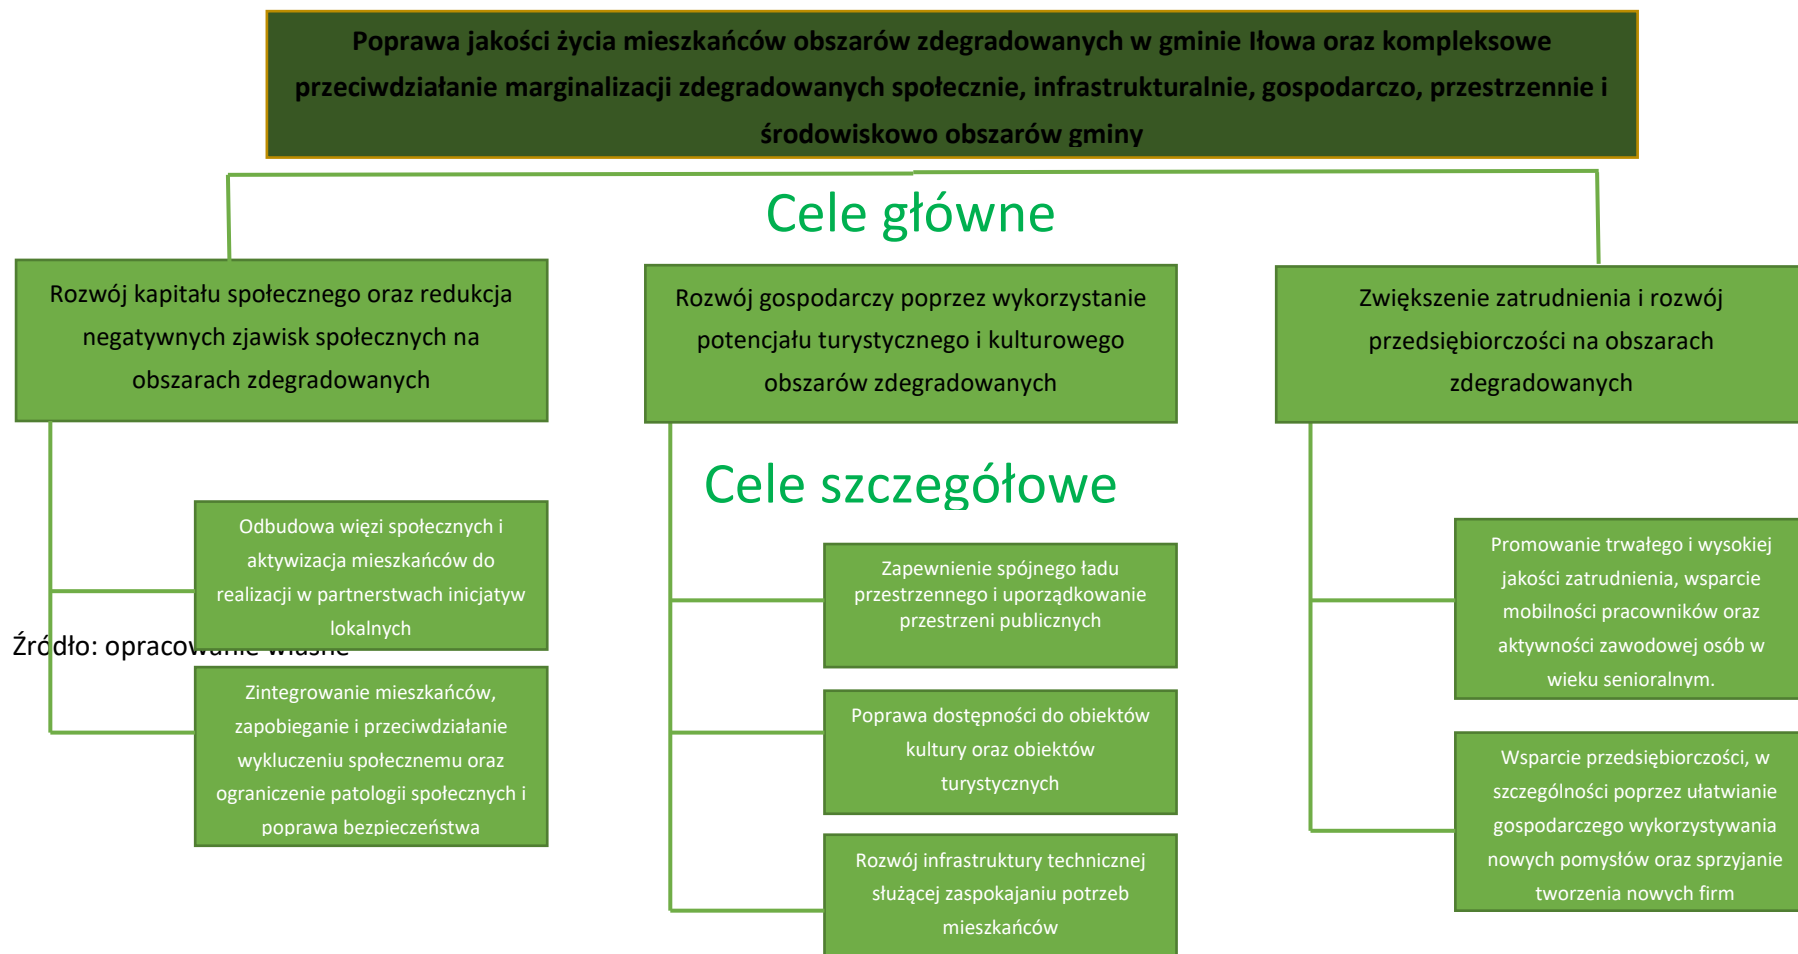 Poprawa jakości życia mieszkańców obszarów zdegradowanych w gminie Iłowa oraz kompleksowe
przeciwdziałanie marginalizacji zdegradowanych społecznie, infrastrukturalnie, gospodarczo, przestrzennie i
środowiskowo obszarów gminy
Cele główne
Rozwój kapitału społecznego oraz redukcja
negatywnych zjawisk społecznych na
obszarach zdegradowanych
Rozwój gospodarczy poprzez wykorzystanie
potencjału turystycznego i kulturowego
obszarów zdegradowanych
Zwiększenie zatrudnienia i rozwój
przedsiębiorczości na obszarach
zdegradowanych
Cele szczegółowe
Odbudowa więzi społecznych i
aktywizacja mieszkańców do
realizacji w partnerstwach inicjatyw
lokalnych
Źródło: opracowanie własne
Zintegrowanie mieszkańców,
zapobieganie i przeciwdziałanie
wykluczeniu społecznemu oraz
ograniczenie patologii społecznych i
poprawa bezpieczeństwa
Zapewnienie spójnego ładu
przestrzennego i uporządkowanie
przestrzeni publicznych
Poprawa dostępności do obiektów
kultury oraz obiektów
turystycznych
Rozwój infrastruktury technicznej
służącej zaspokajaniu potrzeb
mieszkańców
Promowanie trwałego i wysokiej
jakości zatrudnienia, wsparcie
mobilności pracowników oraz
aktywności zawodowej osób w
wieku senioralnym.
Wsparcie przedsiębiorczości, w
szczególności poprzez ułatwianie
gospodarczego wykorzystywania
nowych pomysłów oraz sprzyjanie
tworzenia nowych firm